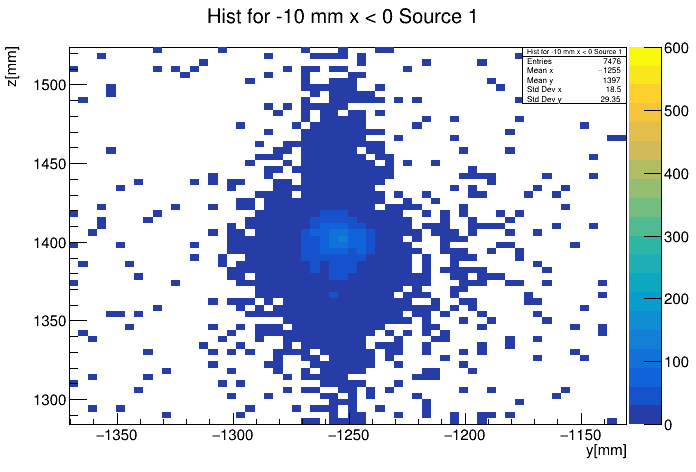 Hist for -10 mm x < 0 Source 1
z[mm]
Hist for -10 mm x < 0 Source 1
Entries 7476
Mean x −1255
Mean y 1397
Std Dev x 18.5
Std Dev y 29.35
1500
1450
1400
1350
1300
−1350 −1300 −1250 −1200 −1150
y[mm]
600
500
400
300
200
100
0